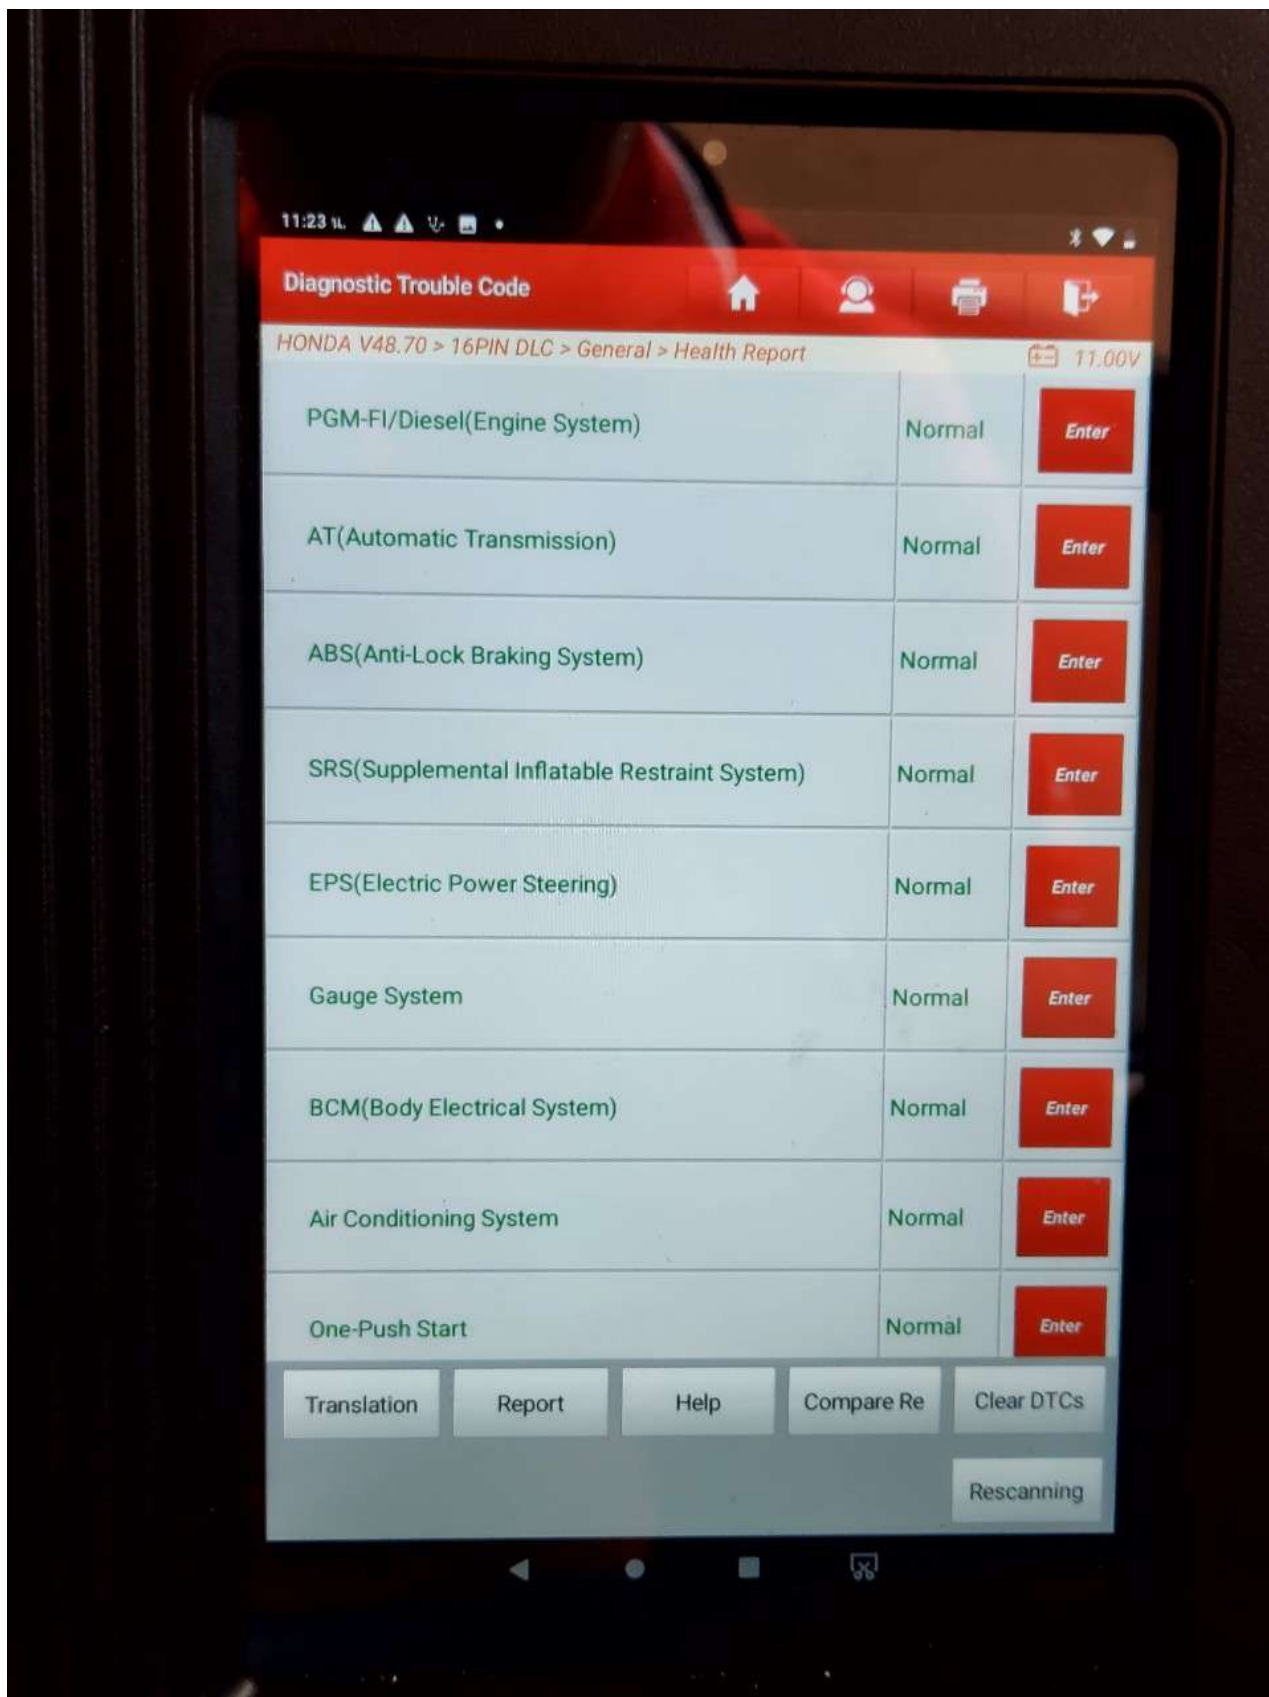 11:23 น.
Diagnostic Trouble Code
HONDA V48.70 > 16PIN DLC > General > Health Report 11.00V
PGM-FI/Diesel(Engine System) Normal Enter
AT(Automatic Transmission) Normal Enter
ABS(Anti-Lock Braking System) Normal Enter
SRS(Supplemental Inflatable Restraint System) Normal Enter
EPS(Electric Power Steering) Normal Enter
Gauge System Normal Enter
BCM(Body Electrical System) Normal Enter
Air Conditioning System Normal Enter
One-Push Start Normal Enter
Translation Report Help Compare Re Clear DTCs
Rescanning